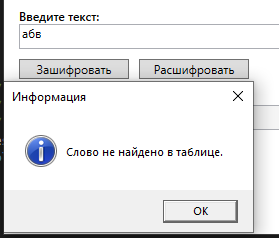 Введите текст:
абв
Зашифровать Расшифровать
Информация
Слово не найдено в таблице.
OK